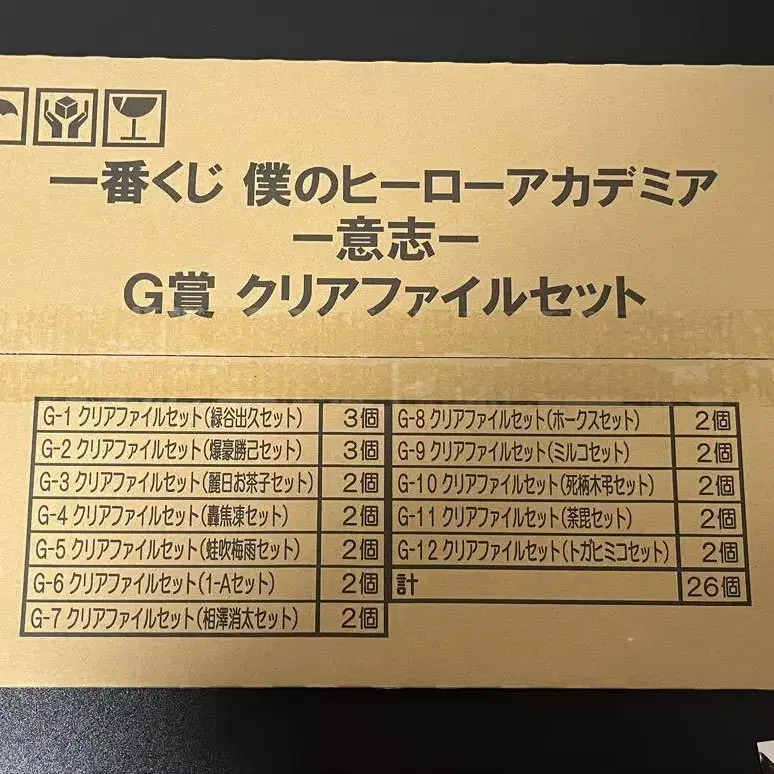 一番くじ 僕のヒーローアカデミア
ー意志ー
G賞 クリアファイルセット
G-1 クリアファイルセット(緑谷出久セット) 3個
G-2 クリアファイルセット(爆豪勝己セット) 3個
G-3 クリアファイルセット(麗日お茶子セット) 2個
G-4 クリアファイルセット(轟焦凍セット) 2個
G-5 クリアファイルセット(蛙吹梅雨セット) 2個
G-6 クリアファイルセット(1-Aセット) 2個
G-7 クリアファイルセット(相澤消太セット) 2個
G-8 クリアファイルセット(ホークスセット) 2個
G-9 クリアファイルセット(ミルコセット) 2個
G-10 クリアファイルセット(死柄木弔セット) 2個
G-11 クリアファイルセット(荼毘セット) 2個
G-12 クリアファイルセット(トガヒミコセット) 2個
計 26個